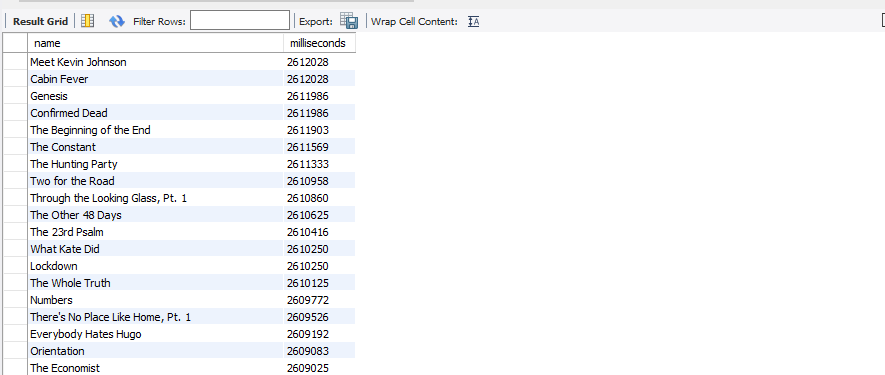 Result Grid Filter Rows: Export: Wrap Cell Content: IA
name milliseconds
Meet Kevin Johnson 2612028
Cabin Fever 2612028
Genesis 2611986
Confirmed Dead 2611986
The Beginning of the End 2611903
The Constant 2611569
The Hunting Party 2611333
Two for the Road 2610958
Through the Looking Glass, Pt. 1 2610860
The Other 48 Days 2610625
The 23rd Psalm 2610416
What Kate Did 2610250
Lockdown 2610250
The Whole Truth 2610125
Numbers 2609772
There's No Place Like Home, Pt. 1 2609526
Everybody Hates Hugo 2609192
Orientation 2609083
The Economist 2609025